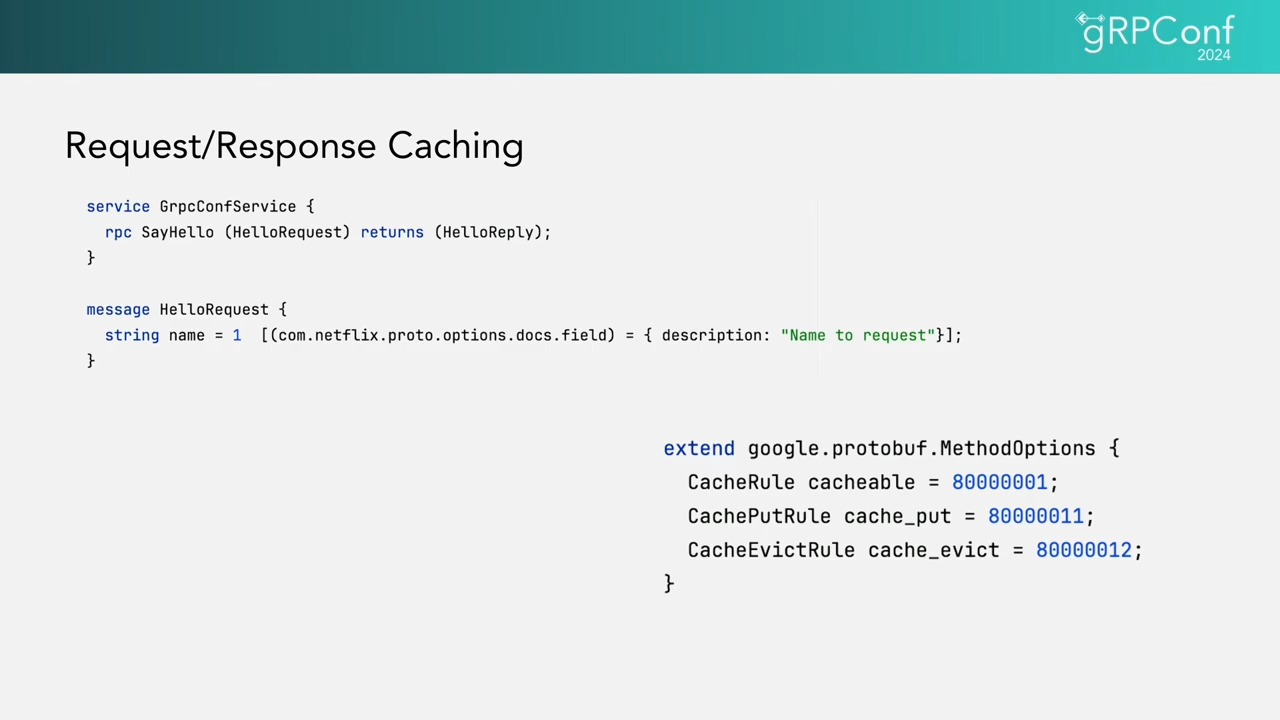 gRPConf
2024
Request/Response Caching
service GrpcConfService {
  rpc SayHello (HelloRequest) returns (HelloReply);
}
message HelloRequest {
  string name = 1  [(com.netflix.proto.options.docs.field) = { description: "Name to request"}];
}
extend google.protobuf.MethodOptions {
  CacheRule cacheable = 80000001;
  CachePutRule cache_put = 80000011;
  CacheEvictRule cache_evict = 80000012;
}